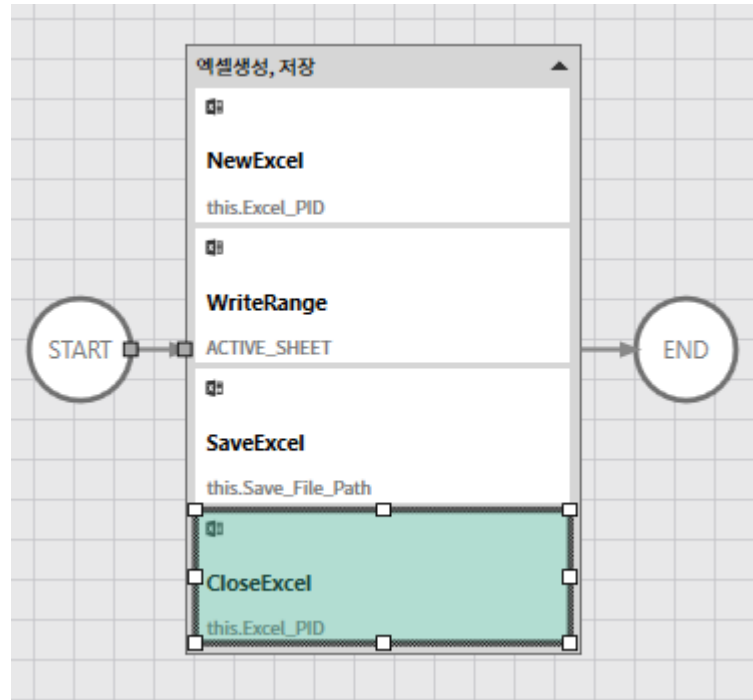 엑셀생성, 저장
NewExcel
this.Excel_PID
WriteRange
START
ACTIVE_SHEET
END
SaveExcel
this.Save_File_Path
CloseExcel
this.Excel_PID